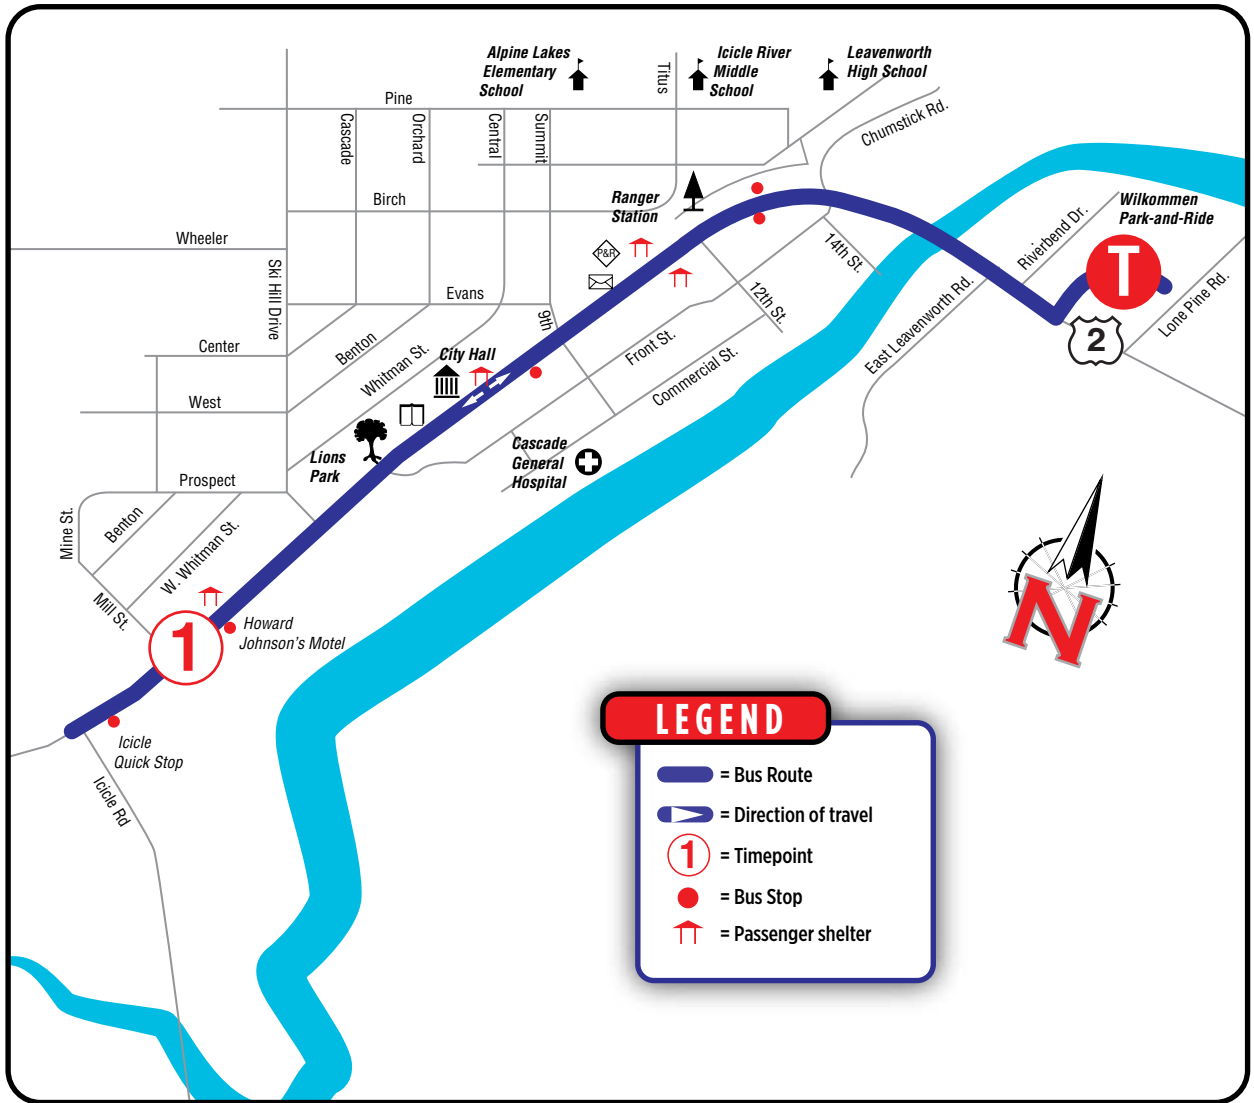 Alpine Lakes
Elementary
School
Titus
Icicle River
Middle
School
Leavenworth
High School
Pine
Cascade
Orchard
Central
Summit
Chumstick Rd.
Birch
Ranger
Station
Wilkommen
Park-and-Ride
Riverbend Dr.
Wheeler
14th St.
P&R
T
Ski Hill Drive
Evans
9th
12th St.
East Leavenworth Rd.
Lone Pine Rd.
2
Center
Benton
Whitman St.
City Hall
Front St.
Commercial St.
West
Lions
Park
Cascade
General
Hospital
Prospect
Mine St.
Benton
W. Whitman St.
Mill St.
N
1
Howard
Johnson's Motel
Icicle
Quick Stop
Icicle Rd
LEGEND
= Bus Route
= Direction of travel
1 = Timepoint
= Bus Stop
= Passenger shelter